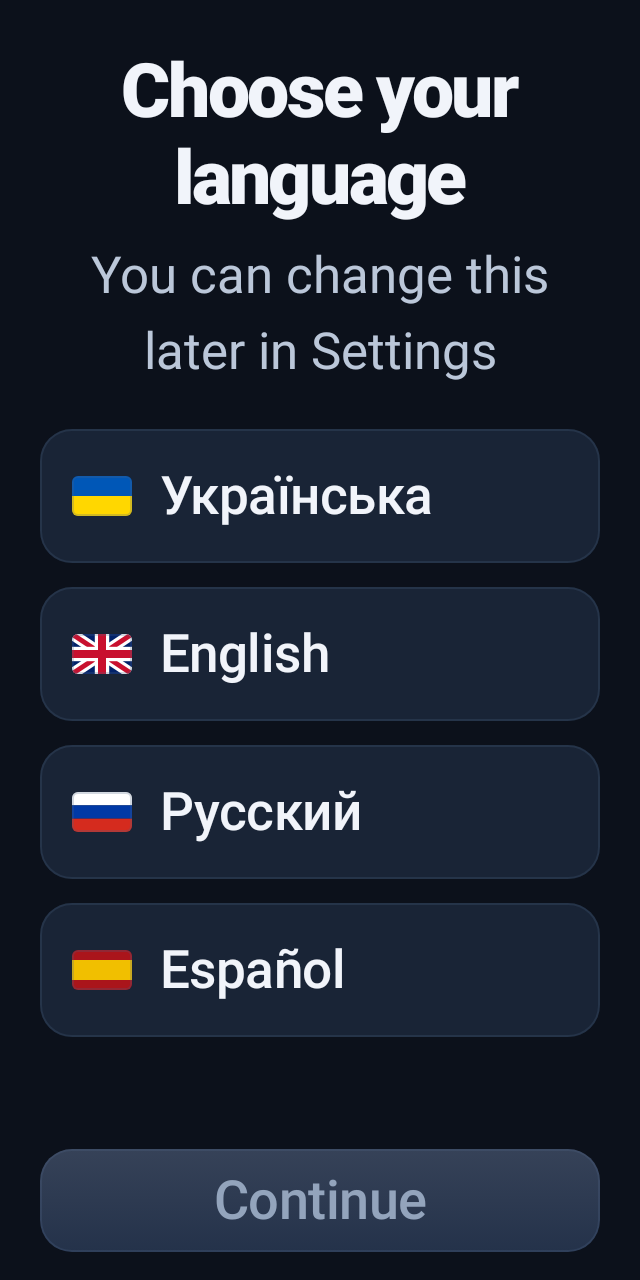 Choose your
language
You can change this
later in Settings
Українська
English
Русский
Español
Continue